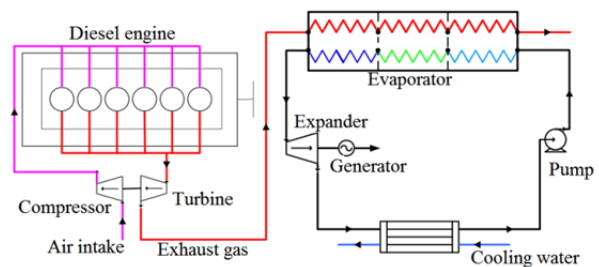 Diesel engine
Evaporator
Expander
Generator
Pump
Turbine
Compressor
Air intake
Exhaust gas
Cooling water